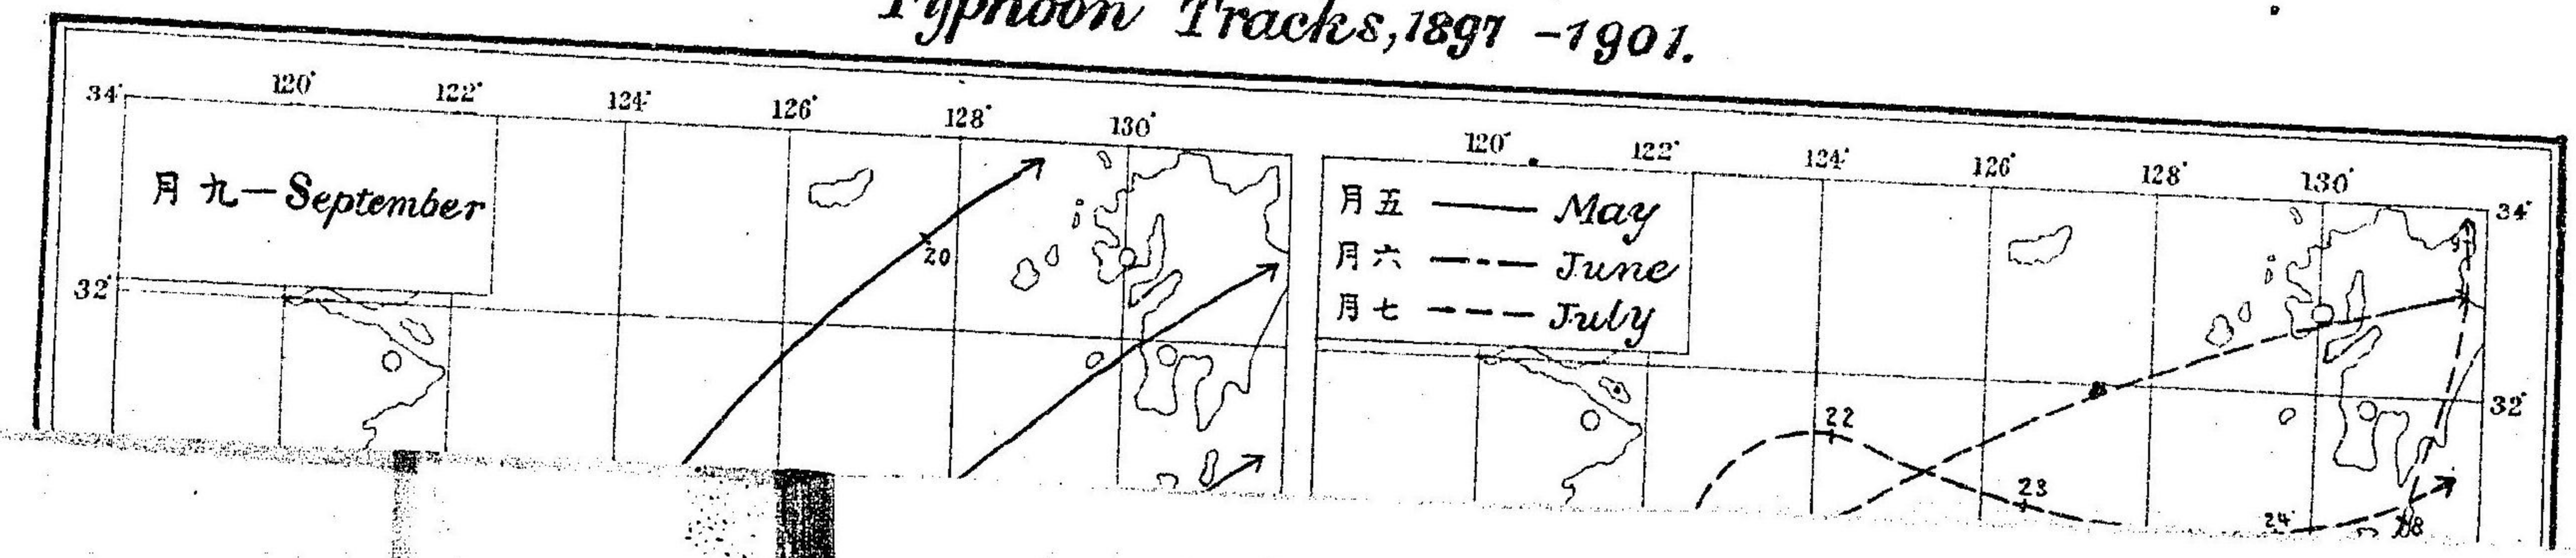 Typhoon Tracks, 1897 - 1901.
120° 122° 124° 126° 128° 130°
34°
月九—September
20
32°
120° 122° 124° 126° 128° 130°
34°
月五 May
月六 June
月七 July
32°
22
23
24